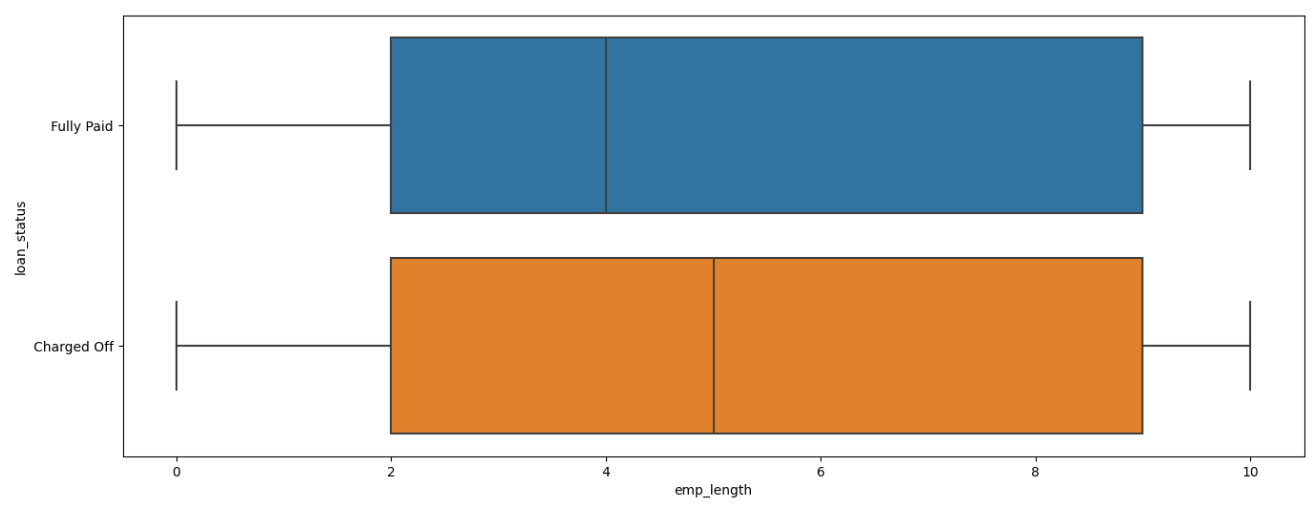 loan_status
Fully Paid
Charged Off
0 2 4 6 8 10
emp_length